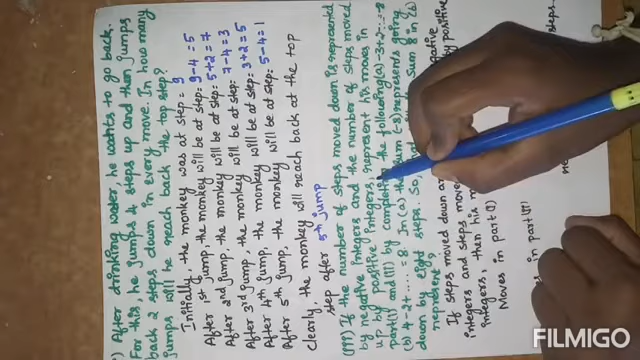 ) After drinking water, he wants to go back.
For this, he jumps 4 steps up and then jumps
back 2 steps down in every move. In how many
jumps will he reach back the top step?
Initially, the monkey was at step = 9
After 1st jump, the monkey will be at step: 9-4 = 5
After 2nd jump, the monkey will be at step: 5+2 = 7
After 3rd jump, the monkey will be at step: 7-4 = 3
After 4th jump, the monkey will be at step: 3+2 = 5
After 5th jump, the monkey will be at step: 5-4 = 1
Clearly, the monkey will reach back at the top
step after 5th jump
(iii) If the number of steps moved down is represented
by negative integers and the number of steps moved
up by positive integers, represent his moves in
part (i) and (ii) by completing the following (a) -3+2-...= -8
(b) 4-2+...=8. In (a) the sum (-8) represents going
down by eight steps. So, sum 8 in (b)
represent?
If steps moved down are negative
integers and steps move by positive
integers, then his m
Moves in part (i)
s in part (ii)
steps
FILMIGO